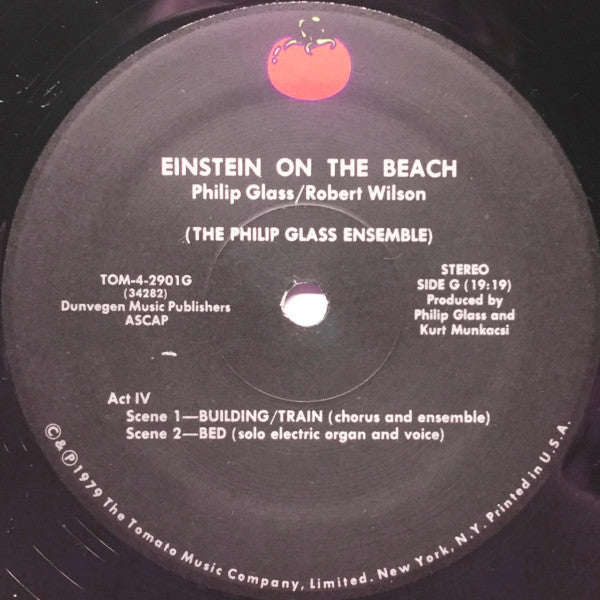 EINSTEIN ON THE BEACH
Philip Glass/Robert Wilson
(THE PHILIP GLASS ENSEMBLE)
TOM-4-2901G
(34282)
Dunvegen Music Publishers
ASCAP
STEREO
SIDE G (19:19)
Produced by
Philip Glass and
Kurt Munkacsi
Act IV
Scene 1—BUILDING/TRAIN (chorus and ensemble)
Scene 2—BED (solo electric organ and voice)
©&℗1979 The Tomato Music Company, Limited. New York, N.Y. Printed in U.S.A.